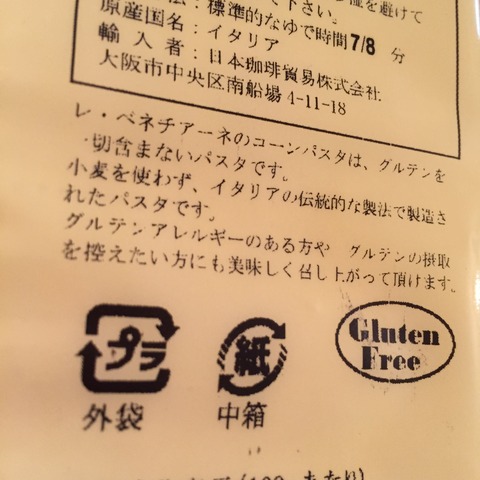 湿を避けて
下さい。
法：標準的なゆで時間7/8 分
原産国名：イタリア
輸入者：日本珈琲貿易株式会社
大阪市中央区南船場 4-11-18
レ・ベネチアーネのコーンパスタは、グルテンを
一切含まないパスタです。
小麦を使わず、イタリアの伝統的な製法で製造さ
れたパスタです。
グルテンアレルギーのある方や グルテンの摂取
を控えたい方にも美味しく召し上がって頂けます。
プラ
外袋
紙
中箱
Gluten
Free